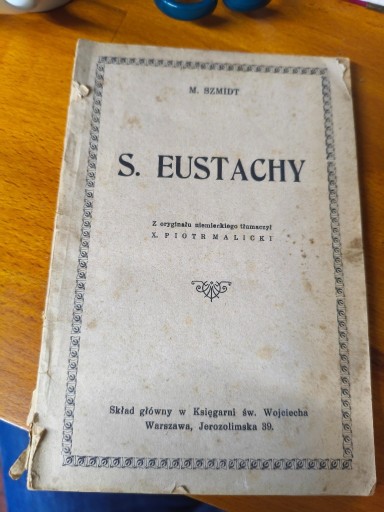 M. SZMIDT
S. EUSTACHY
Z oryginału niemieckiego tłumaczył
X. PIOTR MALICKI
Skład główny w Księgarni św. Wojciecha
Warszawa, Jerozolimska 39.